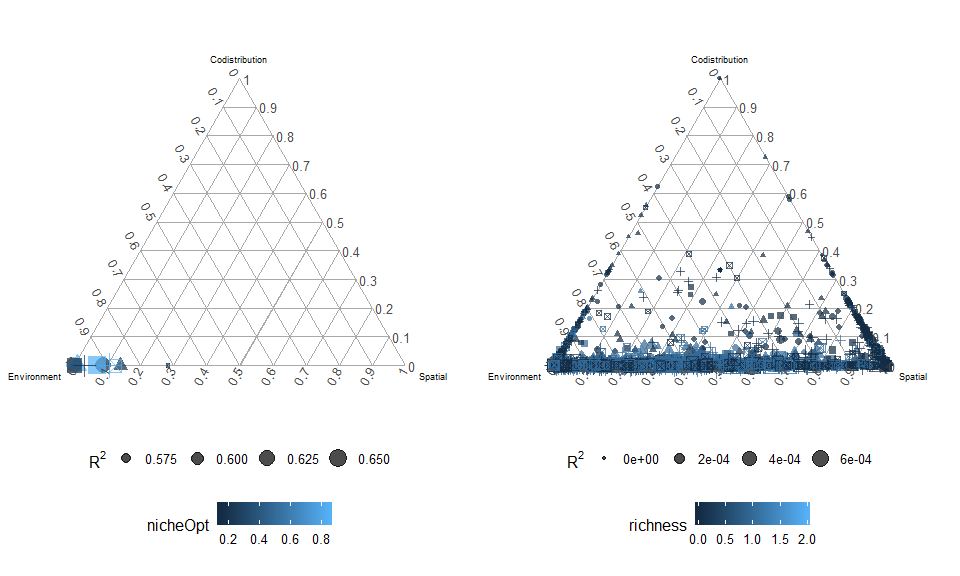 Codistribution
0 1
0.1 0.9
0.2 0.8
0.3 0.7
0.4 0.6
0.5 0.5
0.6 0.4
0.7 0.3
0.8 0.2
0.9 0.1
0
Environment
0.1 0.2 0.3 0.4 0.5 0.6 0.7 0.8 0.9 1
Spatial
R2
0.575 0.600 0.625 0.650
nicheOpt
0.2 0.4 0.6 0.8
Codistribution
0 1
0.1 0.9
0.2 0.8
0.3 0.7
0.4 0.6
0.5 0.5
0.6 0.4
0.7 0.3
0.8 0.2
0.1
Environment
Spatial
R2
0e+00 2e-04 4e-04 6e-04
richness
0.0 0.5 1.0 1.5 2.0